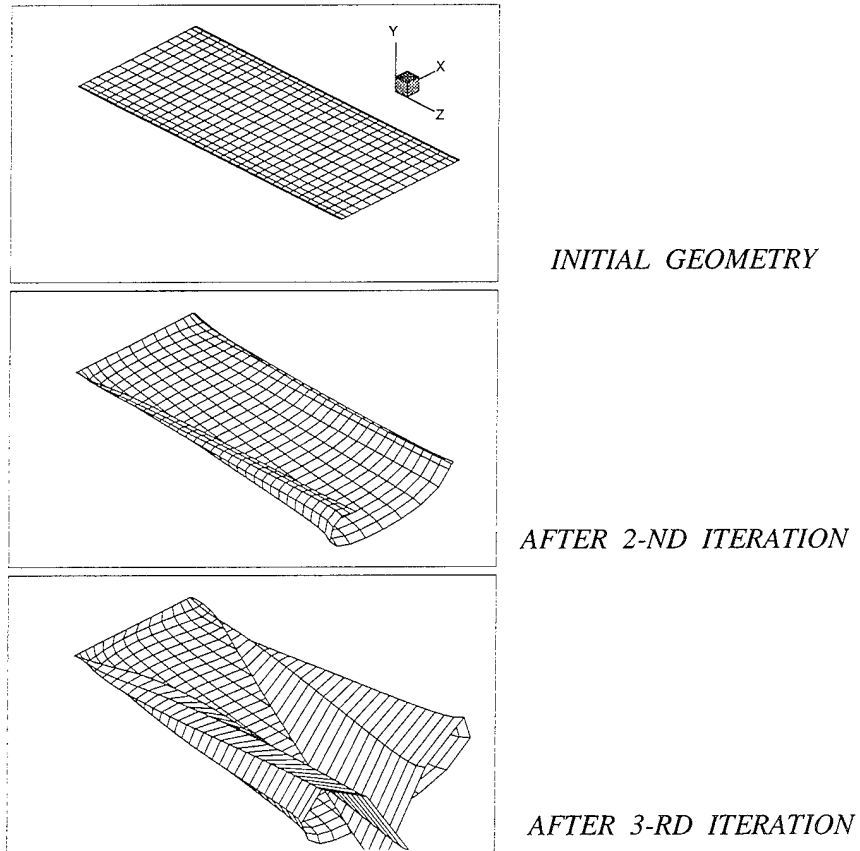 Y
X
Z
INITIAL GEOMETRY
AFTER 2-ND ITERATION
AFTER 3-RD ITERATION